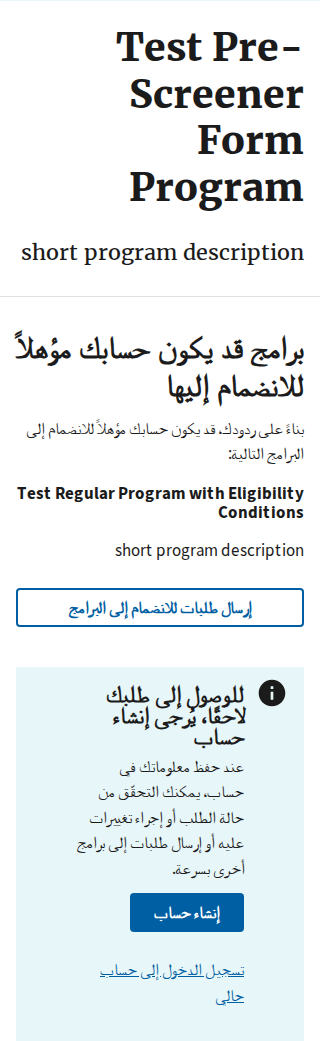 Test Pre-
Screener
Form
Program
short program description
برامج قد يكون حسابك مؤهلاً
للانضمام إليها
بناءً على ردودك، قد يكون حسابك مؤهلاً للانضمام إلى
البرامج التالية:
Test Regular Program with Eligibility
Conditions
short program description
إرسال طلبات للانضمام إلى البرامج
للوصول إلى طلبك
لاحقًا، يُرجى إنشاء
حساب
عند حفظ معلوماتك في
حساب، يمكنك التحقّق من
حالة الطلب أو إجراء تغييرات
عليه أو إرسال طلبات إلى برامج
أخرى بسرعة.
إنشاء حساب
تسجيل الدخول إلى حساب
حالي